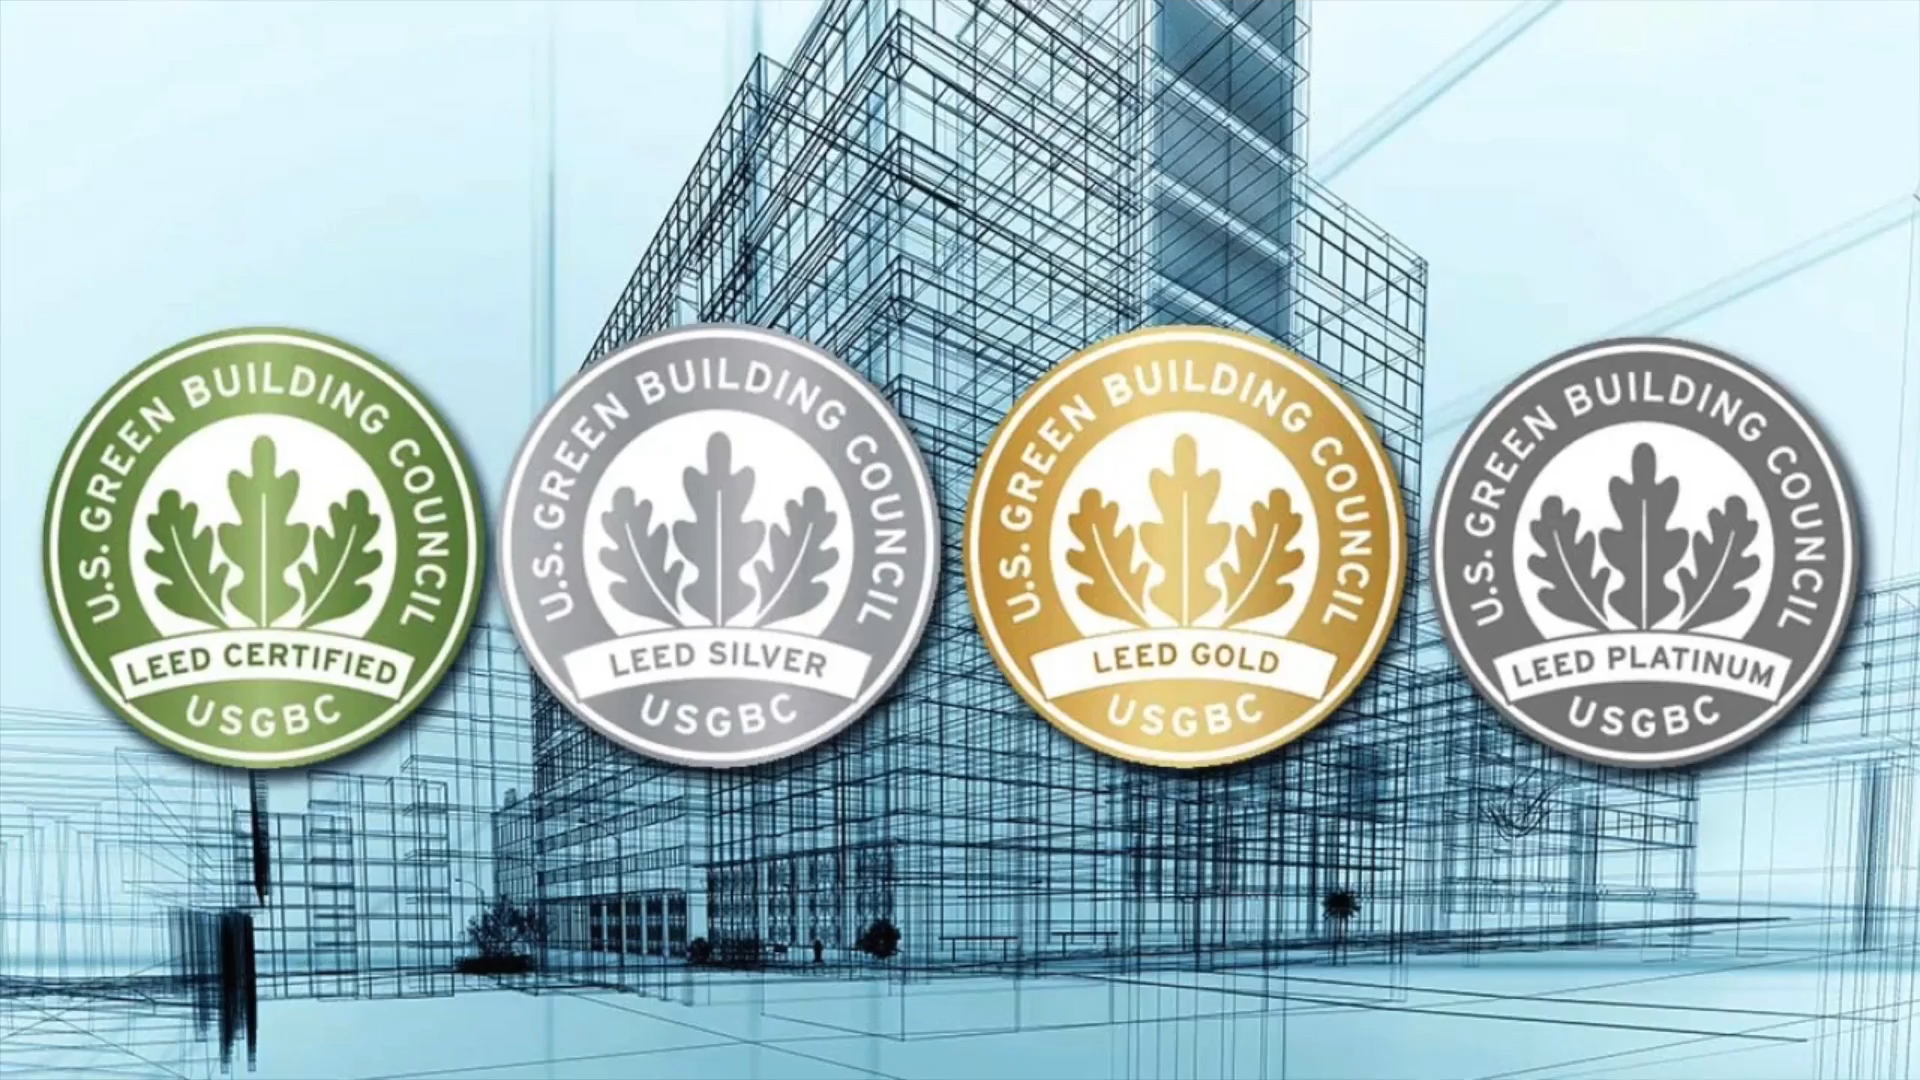 U.S. GREEN BUILDING COUNCIL
LEED CERTIFIED
USGBC
U.S. GREEN BUILDING COUNCIL
LEED SILVER
USGBC
U.S. GREEN BUILDING COUNCIL
LEED GOLD
USGBC
U.S. GREEN BUILDING COUNCIL
LEED PLATINUM
USGBC